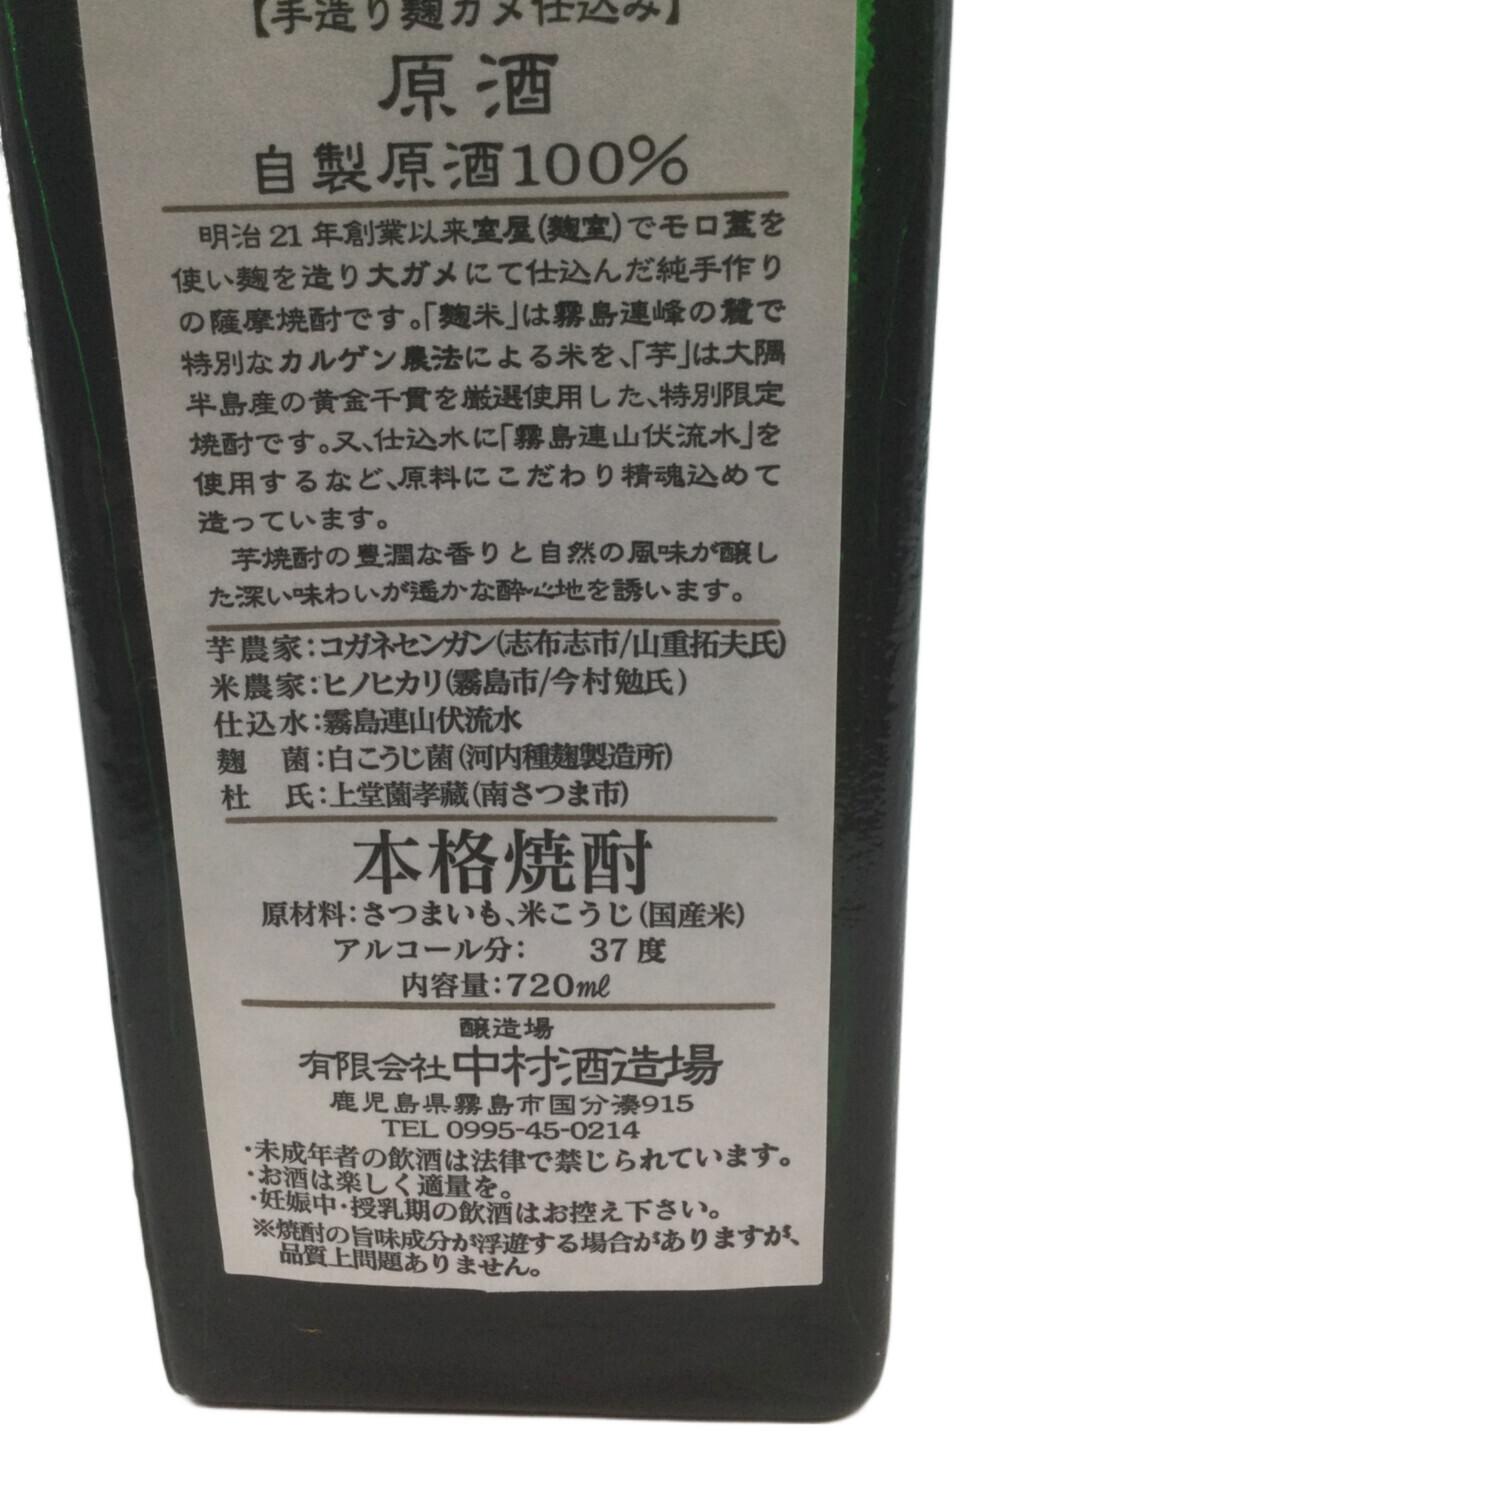 【手造り麹カメ仕込み】
原酒
自製原酒100%
明治21年創業以来室屋(麹室)でモロ蓋を
使い麹を造り大ガメにて仕込んだ純手作り
の薩摩焼酎です。「麹米」は霧島連峰の麓で
特別なカルゲン農法による米を、「芋」は大隅
半島産の黄金千貫を厳選使用した、特別限定
焼酎です。又、仕込水に「霧島連山伏流水」を
使用するなど、原料にこだわり精魂込めて
造っています。
芋焼酎の豊潤な香りと自然の風味が醸し
た深い味わいが遥かな酔心地を誘います。
芋農家:コガネセンガン(志布志市/山重拓夫氏)
米農家:ヒノヒカリ(霧島市/今村勉氏)
仕込水:霧島連山伏流水
麹 菌:白こうじ菌(河内種麹製造所)
杜 氏:上堂薗孝蔵(南さつま市)
本格焼酎
原材料:さつまいも、米こうじ(国産米)
アルコール分: 37度
内容量:720㎖
醸造場
有限会社中村酒造場
鹿児島県霧島市国分湊915
TEL 0995-45-0214
・未成年者の飲酒は法律で禁じられています。
・お酒は楽しく適量を。
・妊娠中・授乳期の飲酒はお控え下さい。
※焼酎の旨味成分が浮遊する場合がありますが、
品質上問題ありません。